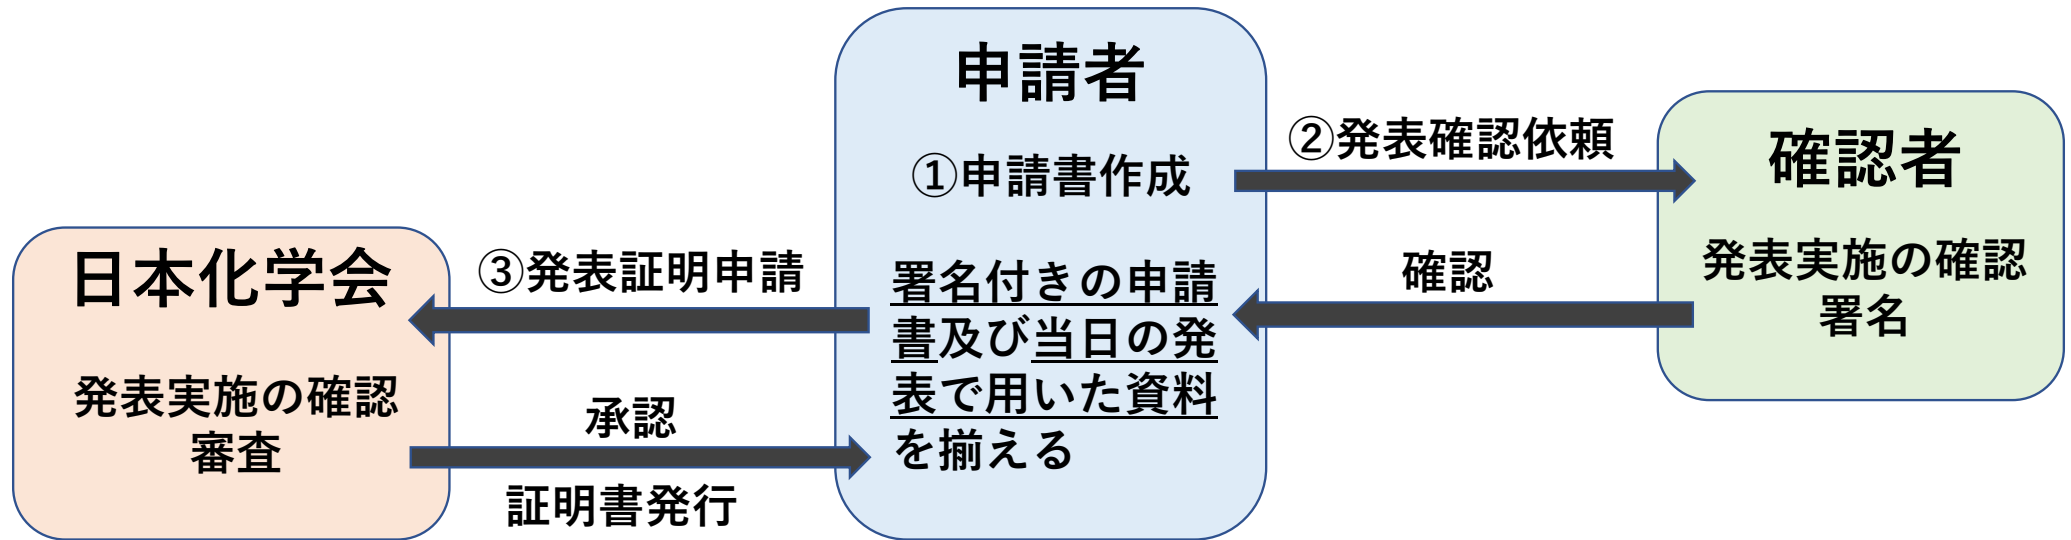 申請者
①申請書作成
署名付きの申請
書及び当日の発
表で用いた資料
を揃える
②発表確認依頼
確認
確認者
発表実施の確認
署名
日本化学会
発表実施の確認
審査
③発表証明申請
承認
証明書発行